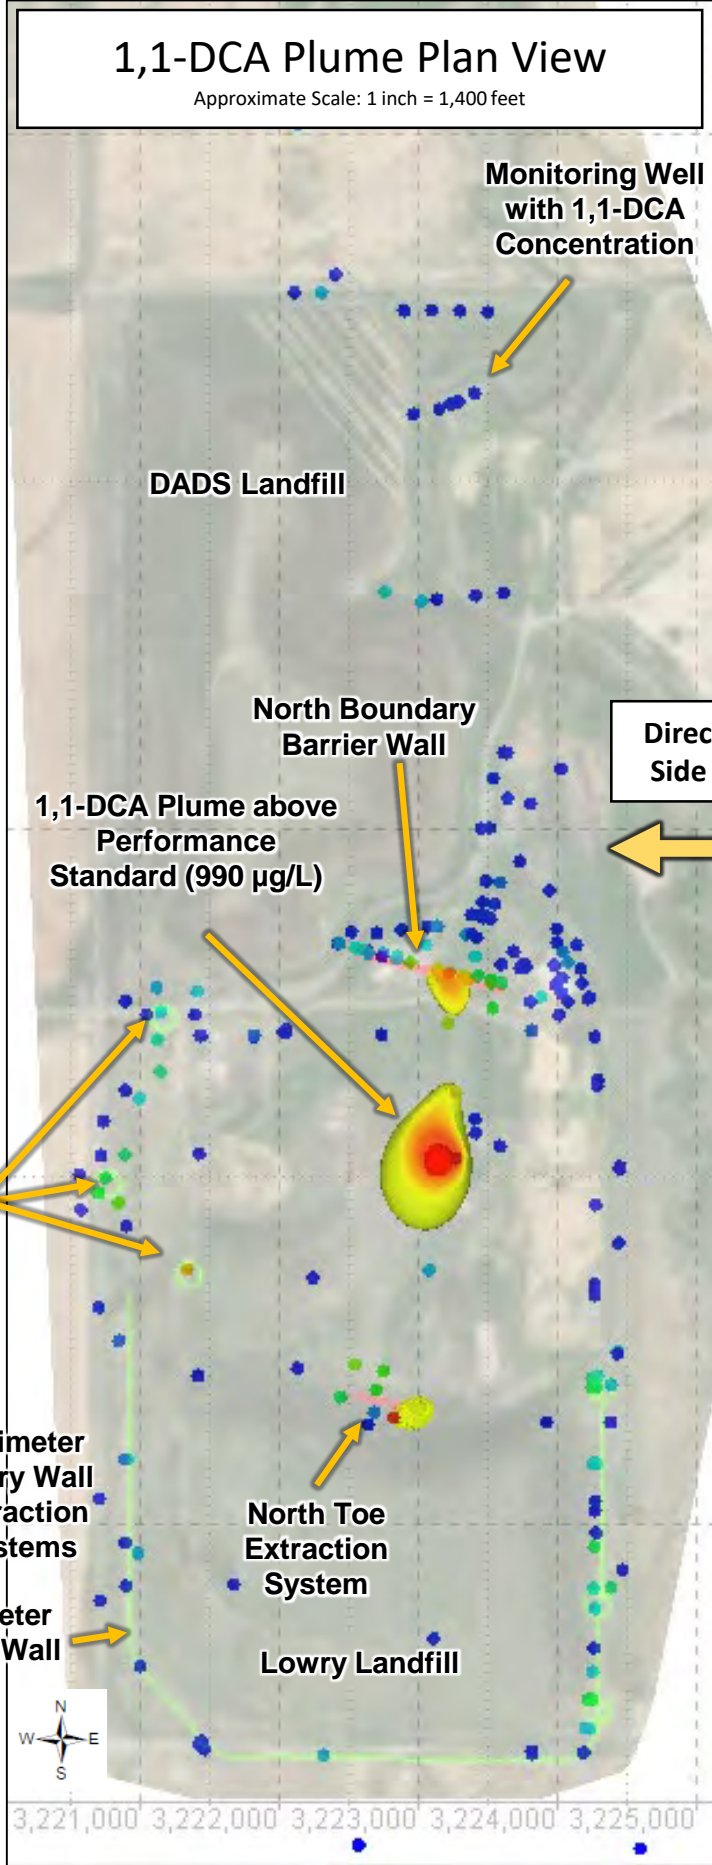 1,1-DCA Plume Plan View
Approximate Scale: 1 inch = 1,400 feet
Monitoring Well
with 1,1-DCA
Concentration
DADS Landfill
North Boundary
Barrier Wall
Direc
Side
1,1-DCA Plume above
Performance
Standard (990 µg/L)
imeter
ry Wall
raction
stems
North Toe
Extraction
System
eter
Wall
Lowry Landfill
N
W E
S
3,221,000 3,222,000 3,223,000 3,224,000 3,225,000